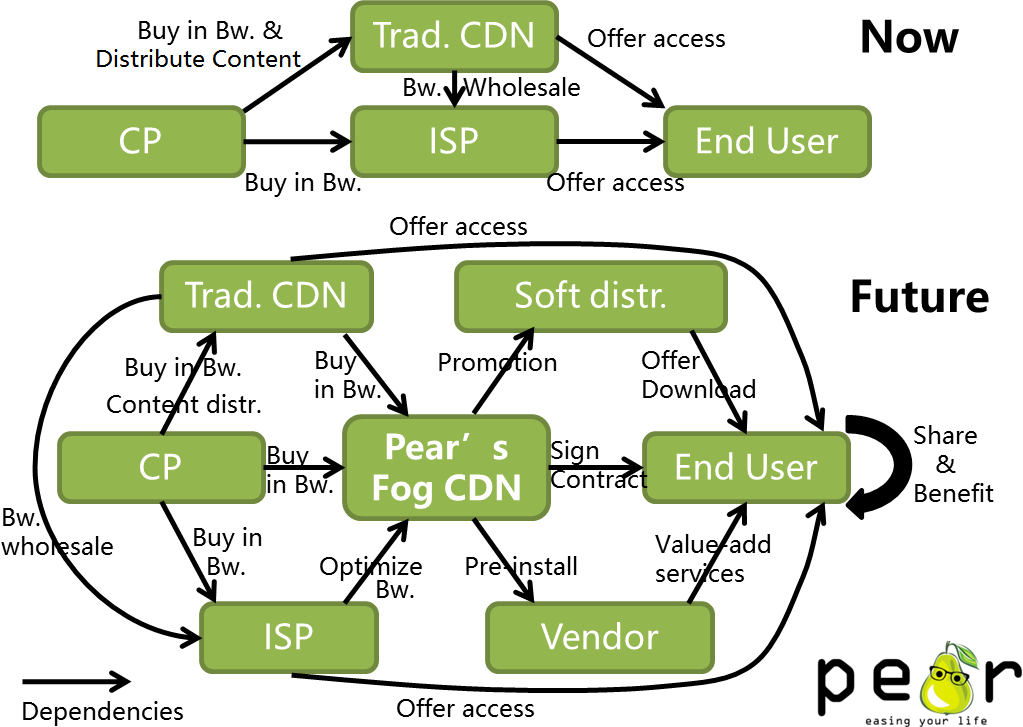 Buy in Bw. &
Distribute Content
Trad. CDN
Offer access
Now
Bw. Wholesale
CP
ISP
End User
Buy in Bw.
Offer access
Offer access
Trad. CDN
Soft distr.
Future
Buy in Bw.
Content distr.
Buy
in Bw.
Promotion
Offer
Download
CP
Buy
in Bw.
Pear’s
Fog CDN
Sign
Contract
End User
Share
&
Benefit
Bw.
wholesale
Buy in
Bw.
Optimize
Bw.
Pre-install
Value-add
services
ISP
Vendor
Dependencies
Offer access
pear
easing your life